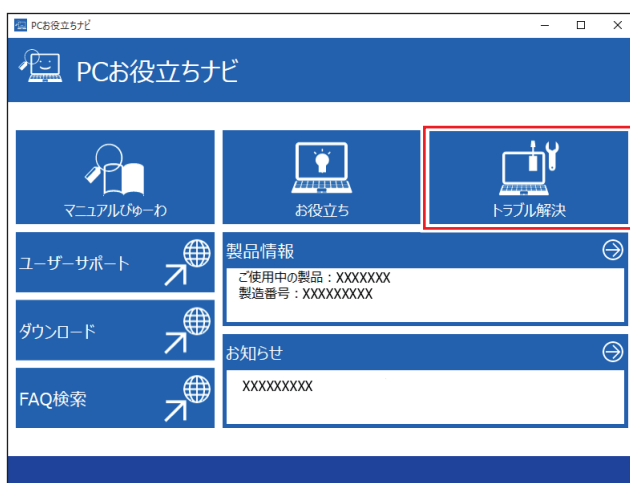 PCお役立ちナビ
PCお役立ちナビ
マニュアルびゅーわ
お役立ち
トラブル解決
ユーザーサポート
製品情報
ご使用中の製品：XXXXXXX
製造番号：XXXXXXXXX
ダウンロード
お知らせ
XXXXXXXXX
FAQ検索